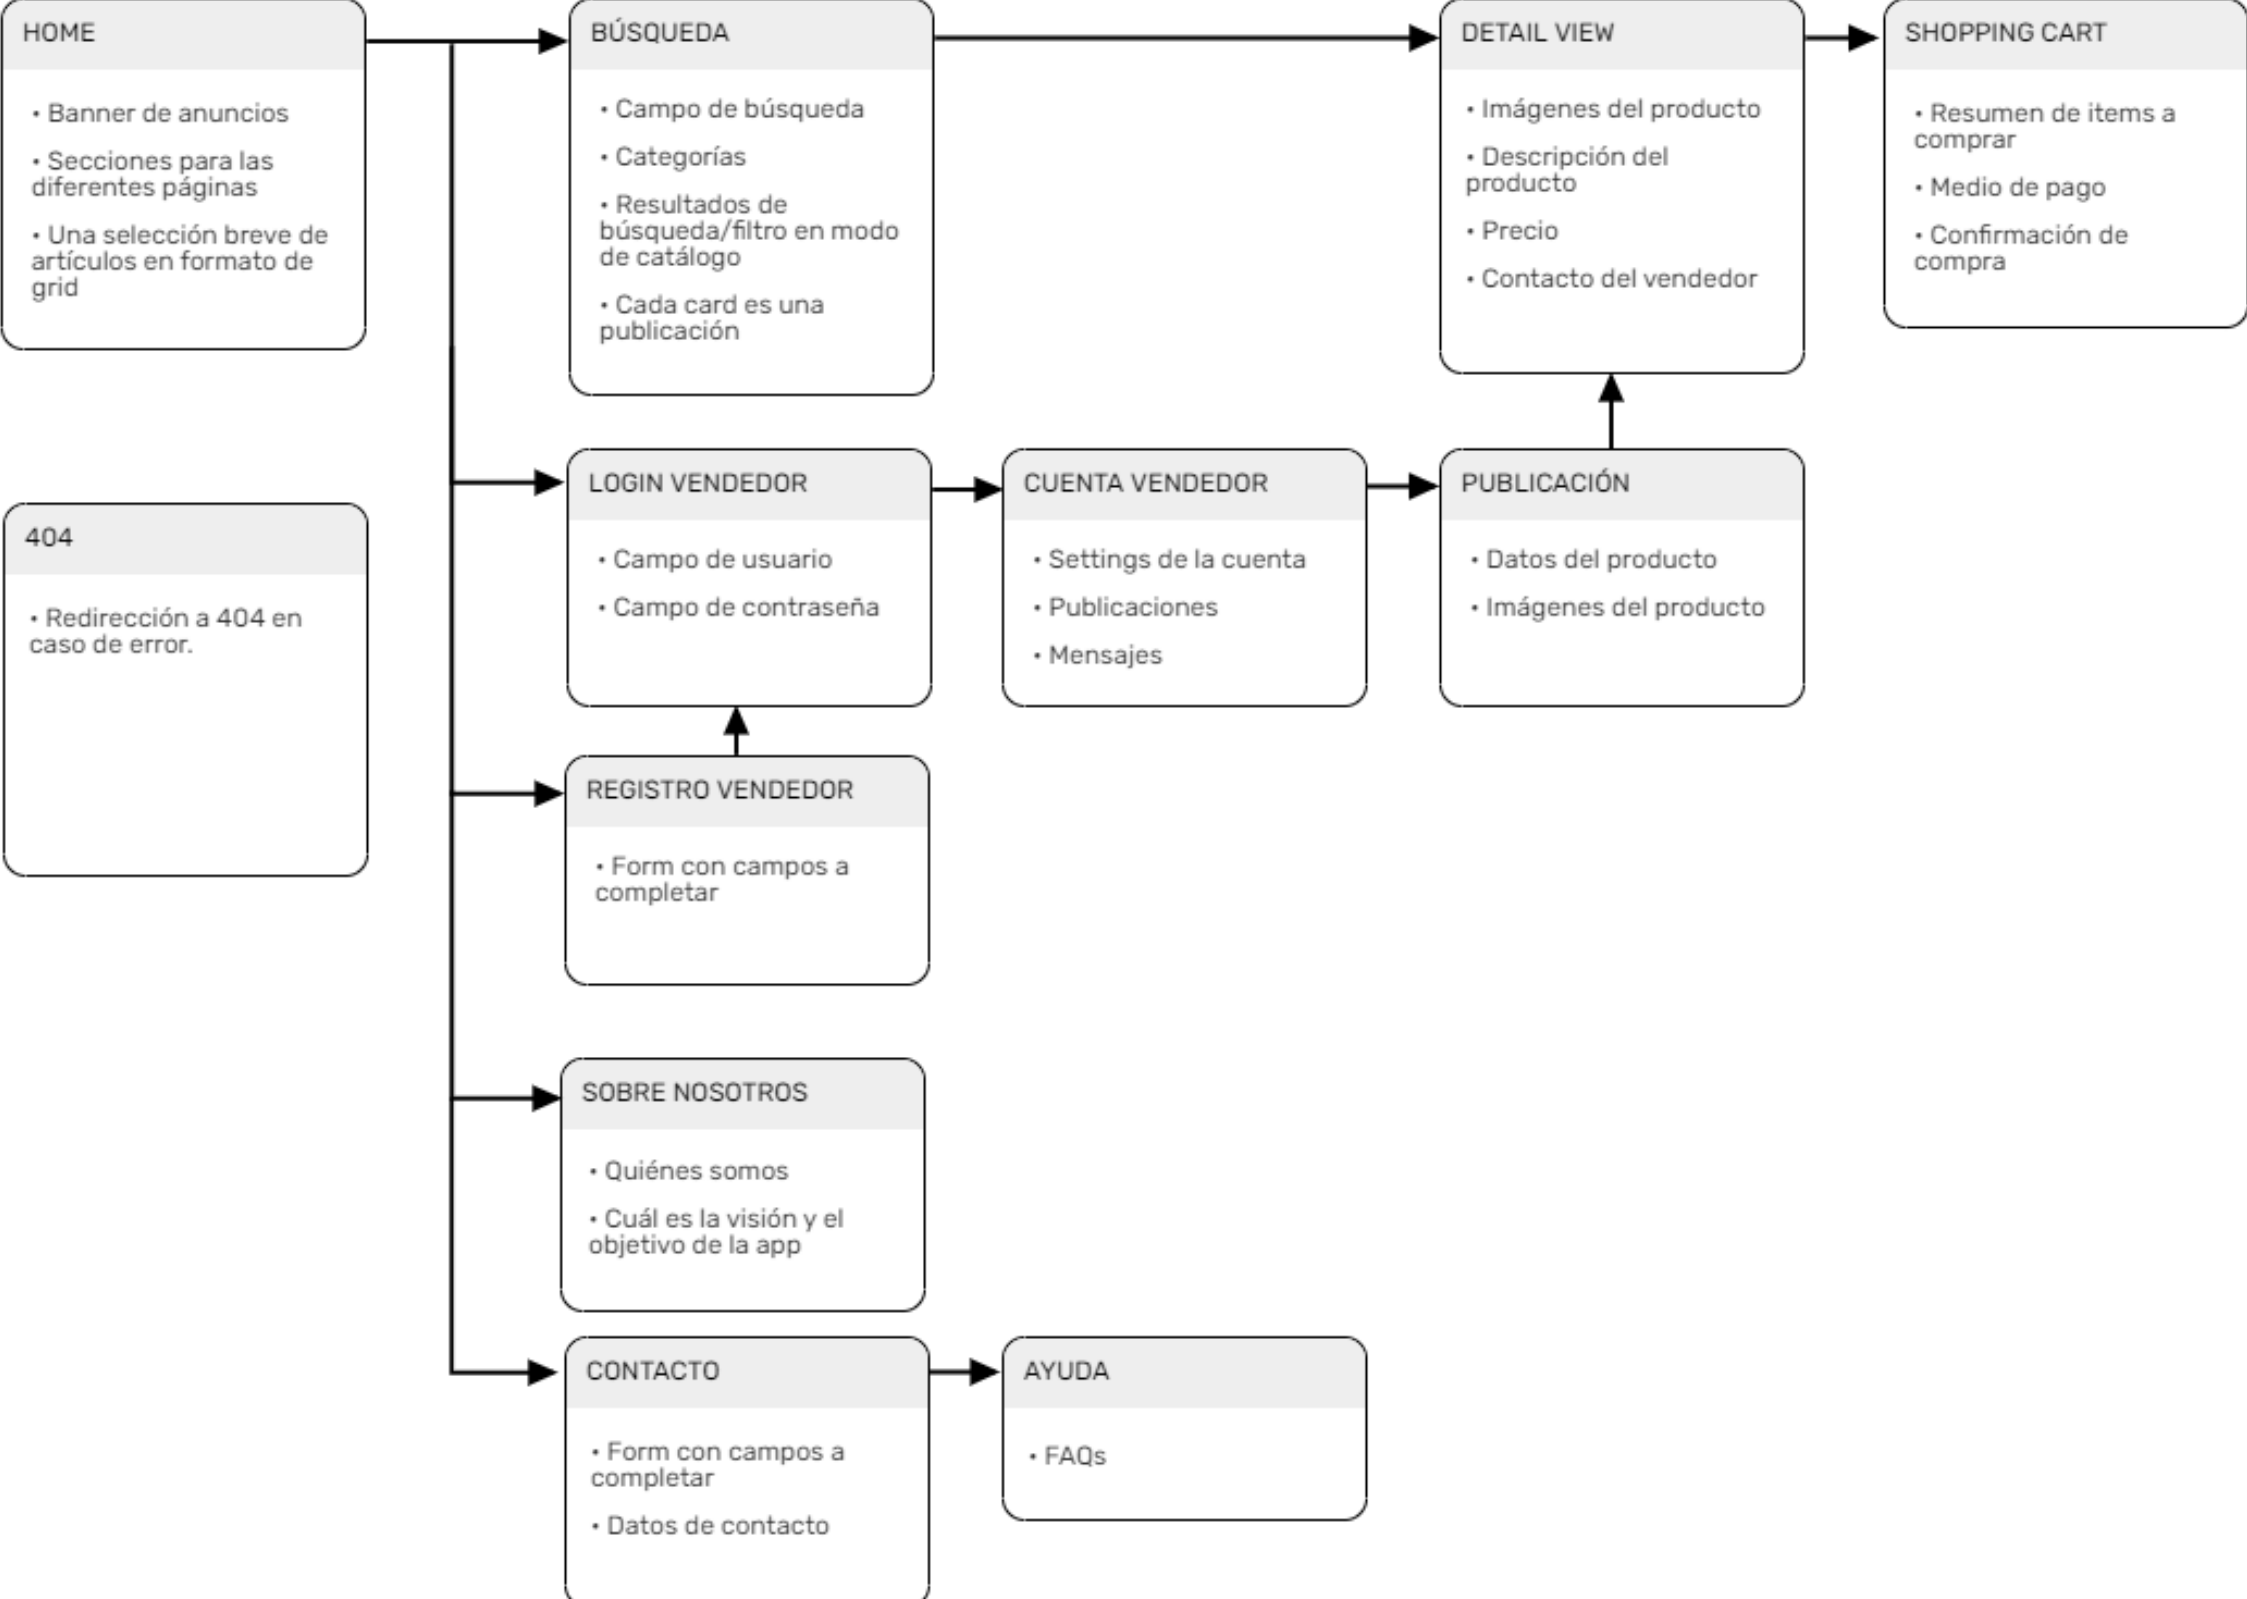 HOME
• Banner de anuncios
• Secciones para las
diferentes páginas
• Una selección breve de
artículos en formato de
grid
BÚSQUEDA
• Campo de búsqueda
• Categorías
• Resultados de
búsqueda/filtro en modo
de catálogo
• Cada card es una
publicación
DETAIL VIEW
• Imágenes del producto
• Descripción del
producto
• Precio
• Contacto del vendedor
SHOPPING CART
• Resumen de items a
comprar
• Medio de pago
• Confirmación de
compra
404
• Redirección a 404 en
caso de error.
LOGIN VENDEDOR
• Campo de usuario
• Campo de contraseña
CUENTA VENDEDOR
• Settings de la cuenta
• Publicaciones
• Mensajes
PUBLICACIÓN
• Datos del producto
• Imágenes del producto
REGISTRO VENDEDOR
• Form con campos a
completar
SOBRE NOSOTROS
• Quiénes somos
• Cuál es la visión y el
objetivo de la app
CONTACTO
• Form con campos a
completar
• Datos de contacto
AYUDA
• FAQs